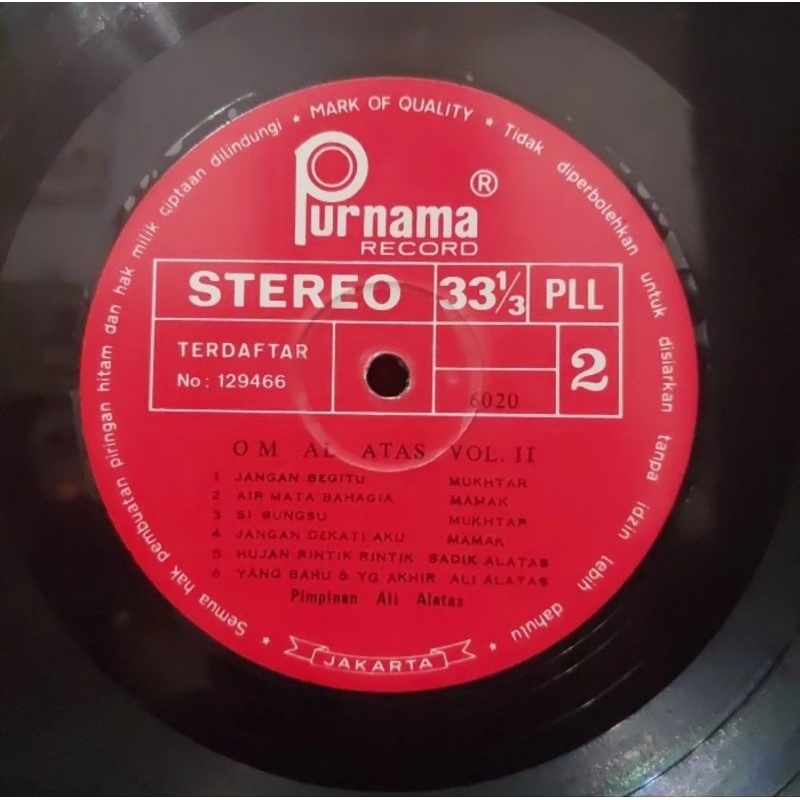 Semua hak pembuatan piringan hitam dan hak milik ciptaan dilindungi ★ MARK OF QUALITY ★ Tidak diperbolehkan untuk disiarkan tanpa idzin lebih dahulu ★
Purnama ®
RECORD
STEREO 33⅓ PLL
TERDAFTAR
No: 129466
6020
2
OM AL ATAS VOL. II
1 JANGAN BEGITU MUKHTAR
2 AIR MATA BAHAGIA MAMAK
3 SI BUNGSU MUKHTAR
4 JANGAN DEKATI AKU MAMAK
5 HUJAN RINTIK RINTIK SADIK ALATAS
6 YANG BAHU & YG AKHIR ALI ALATAS
Pimpinan Ali Alatas
JAKARTA